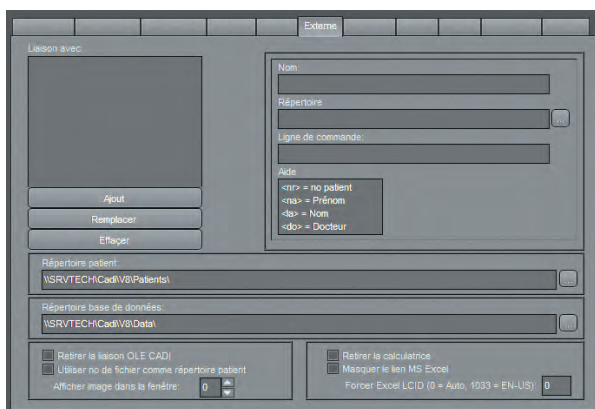 Externe
Liaison avec:
Nom:
Répertoire
...
Ligne de commande:
Aide
<nr> = no patient
<na> = Prénom
<la> = Nom
<do> = Docteur
Ajout
Remplacer
Effaçer
Répertoire patient:
\\SRVTECH\Cadi\V8\Patients\
...
Répertoire base de données:
\\SRVTECH\Cadi\V8\Data\
...
Retirer la liaison OLE CADI
Utiliser no de fichier comme répertoire patient
Afficher image dans la fenêtre: 0
Retirer la calculatrice
Masquer le lien MS Excel
Forcer Excel LCID (0 = Auto, 1033 = EN-US): 0